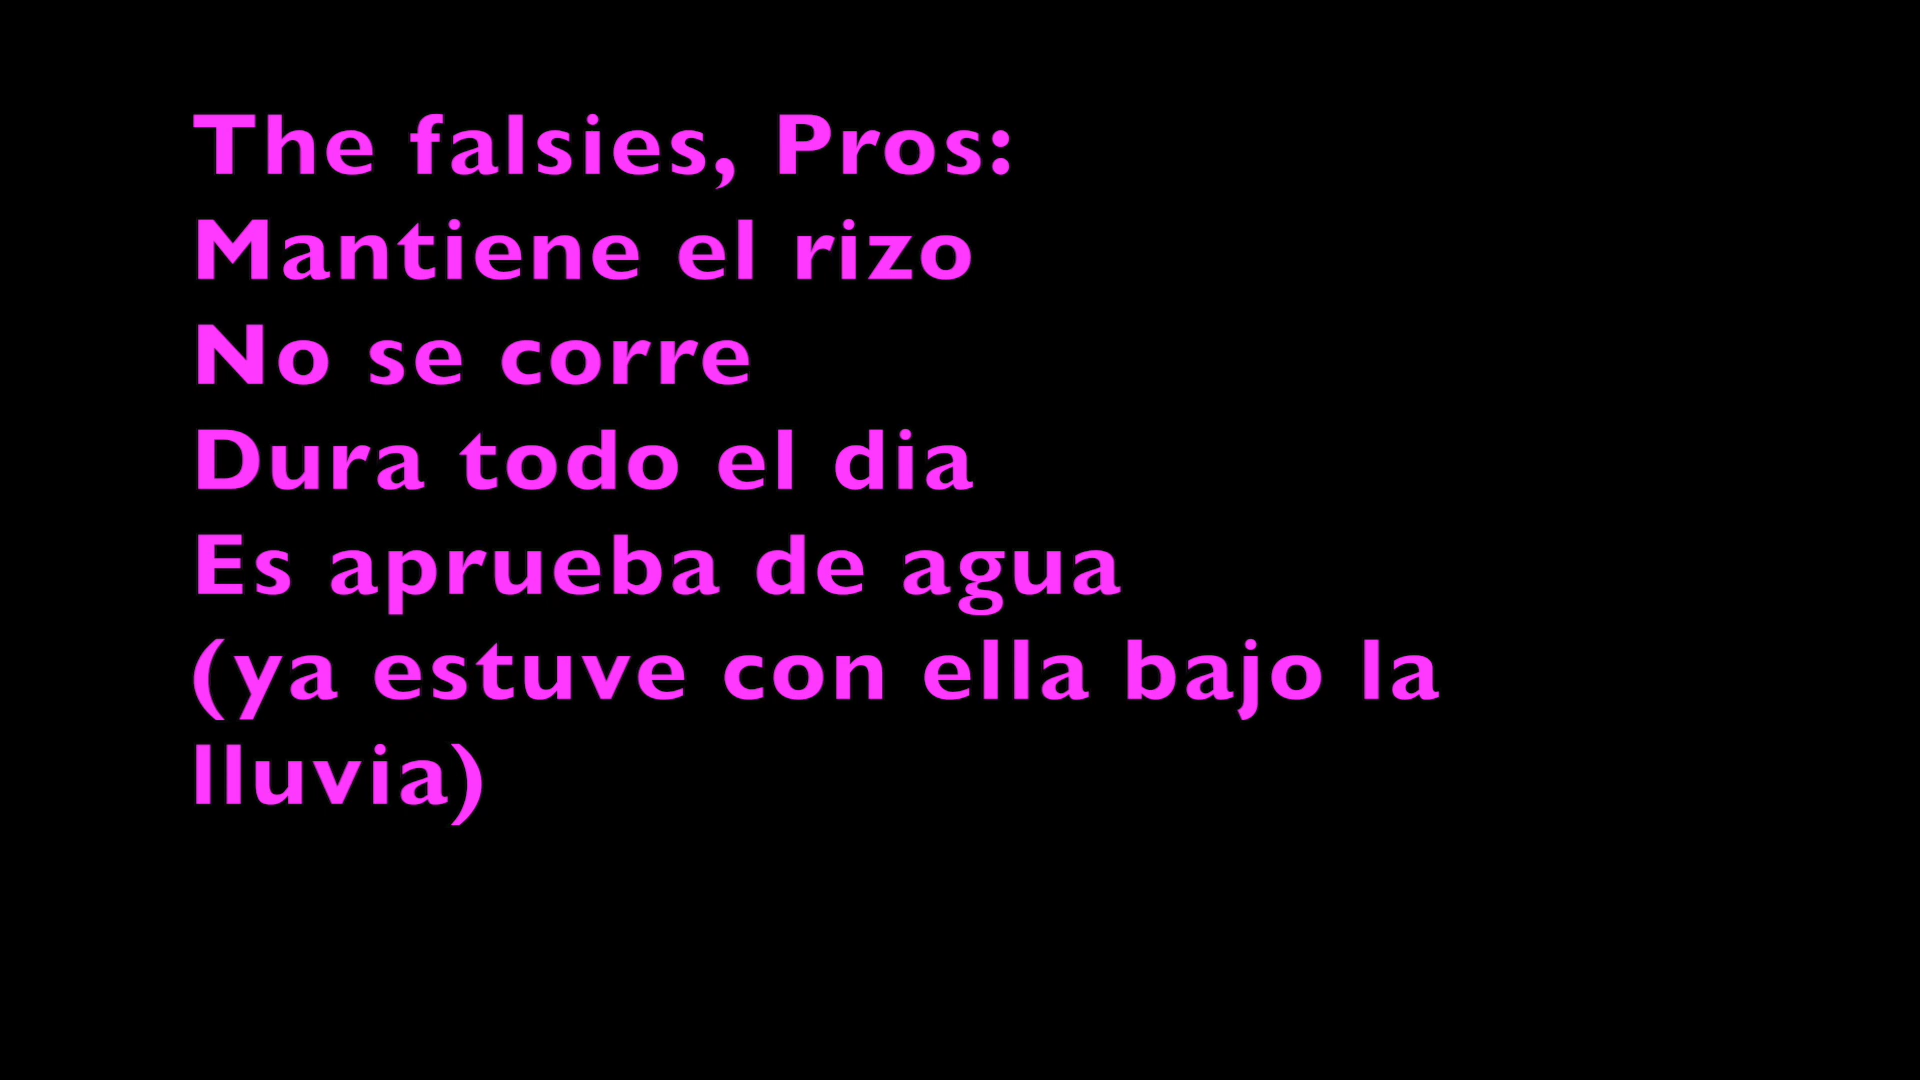 The falsies, Pros:
Mantiene el rizo
No se corre
Dura todo el dia
Es aprueba de agua
(ya estuve con ella bajo la
lluvia)